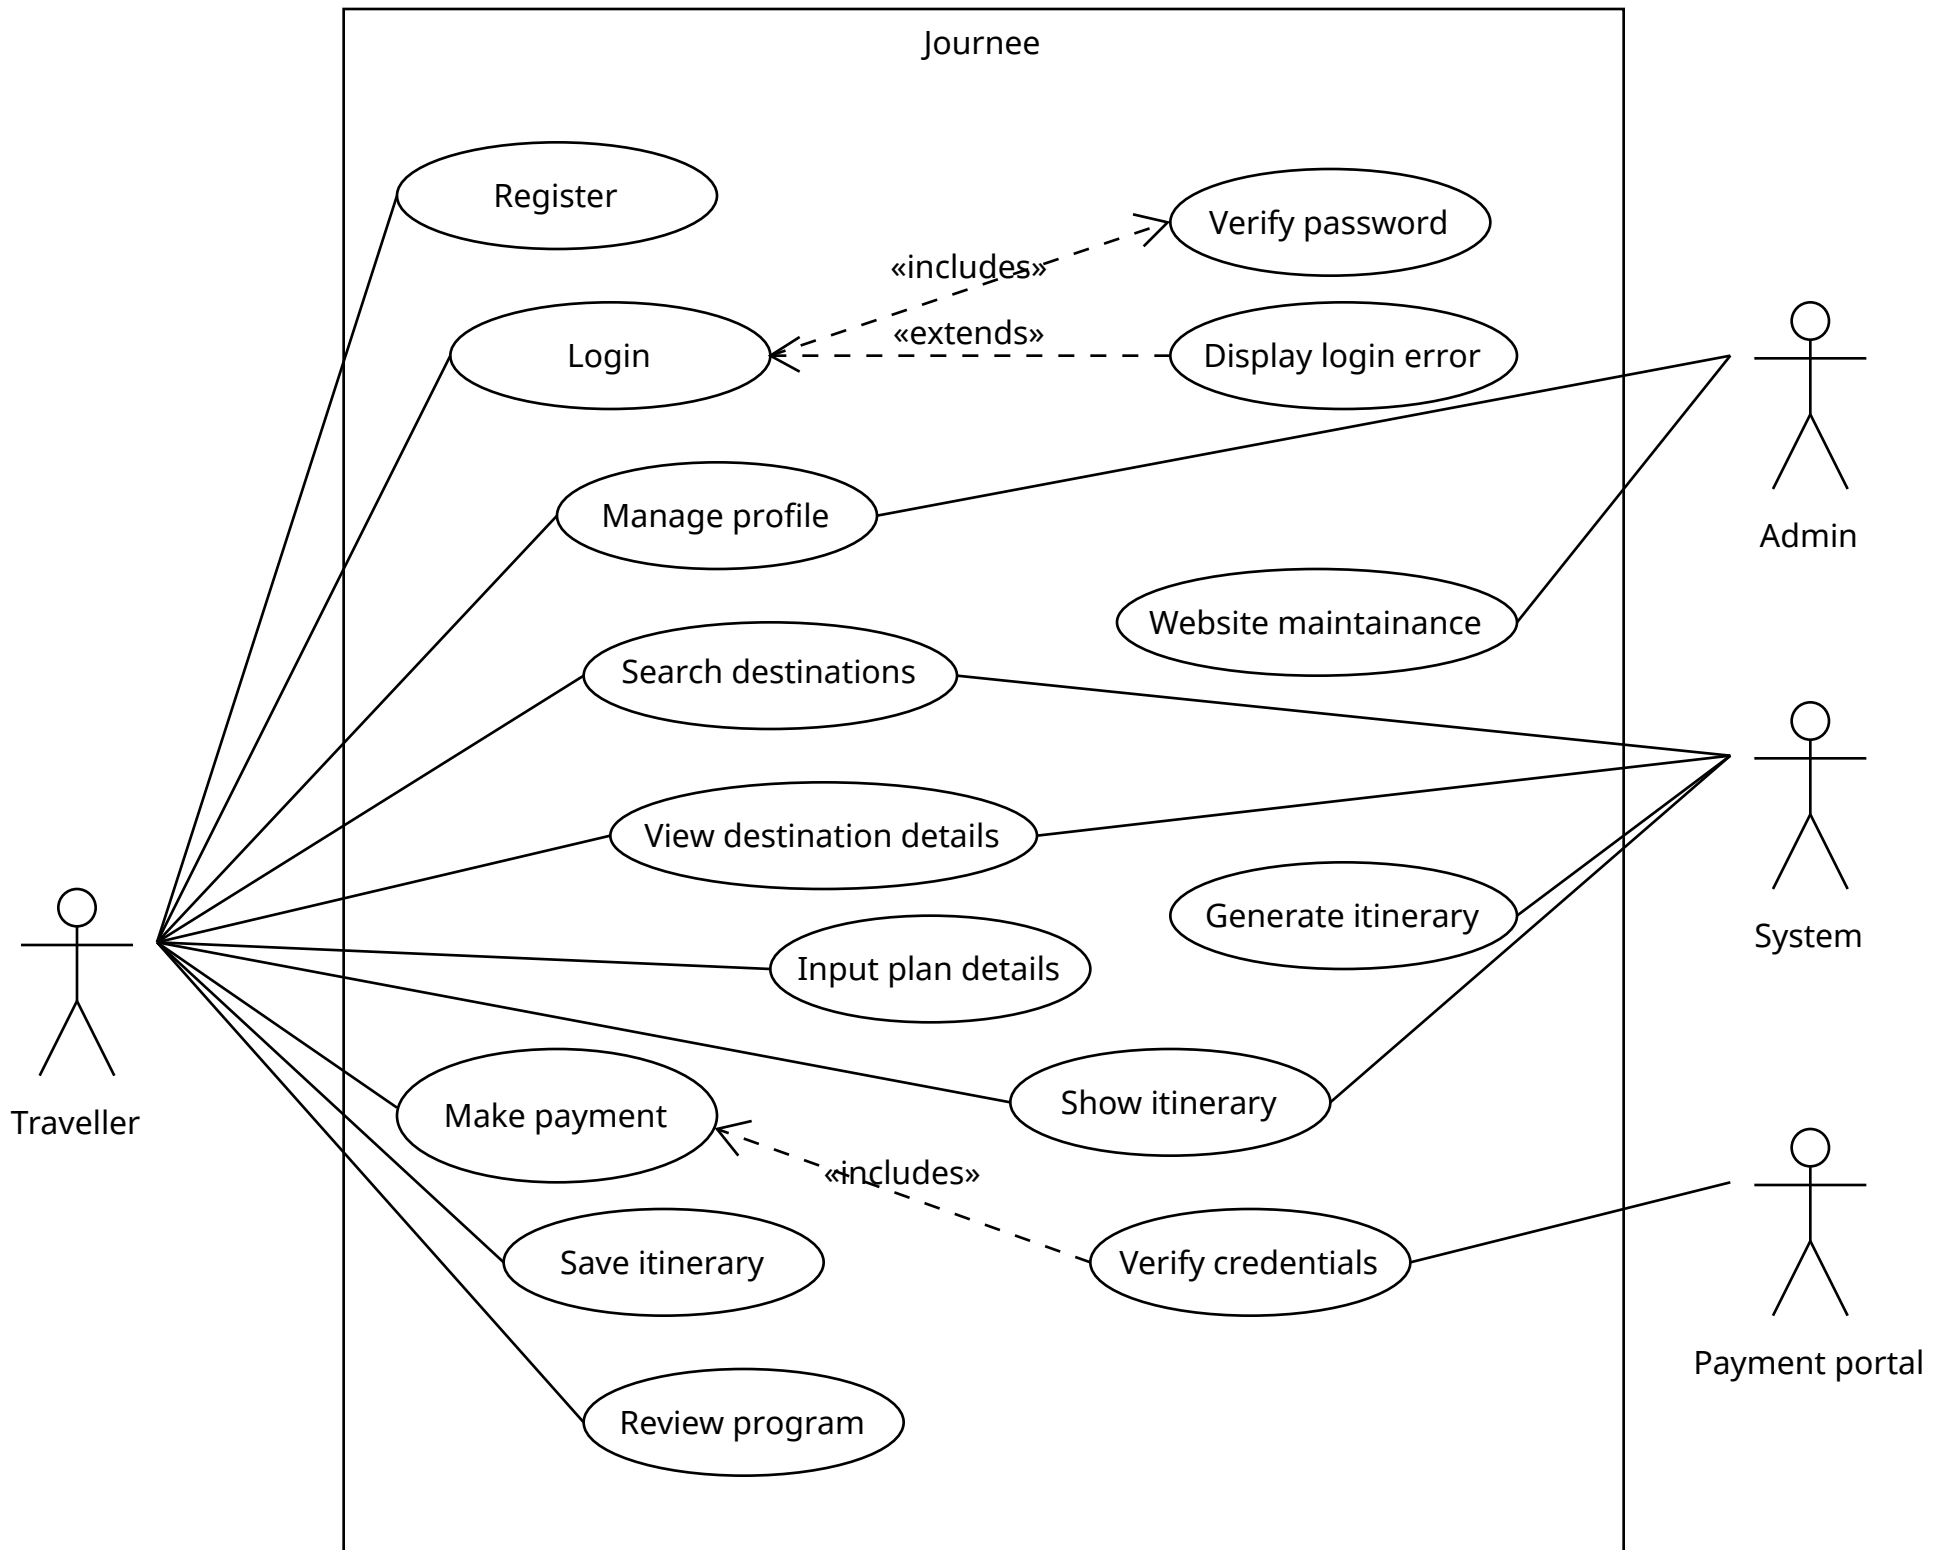 Journee
Register
Verify password
«includes»
Login
«extends»
Display login error
Manage profile
Admin
Website maintainance
Search destinations
View destination details
Generate itinerary
System
Input plan details
Traveller
Make payment
Show itinerary
«includes»
Save itinerary
Verify credentials
Payment portal
Review program